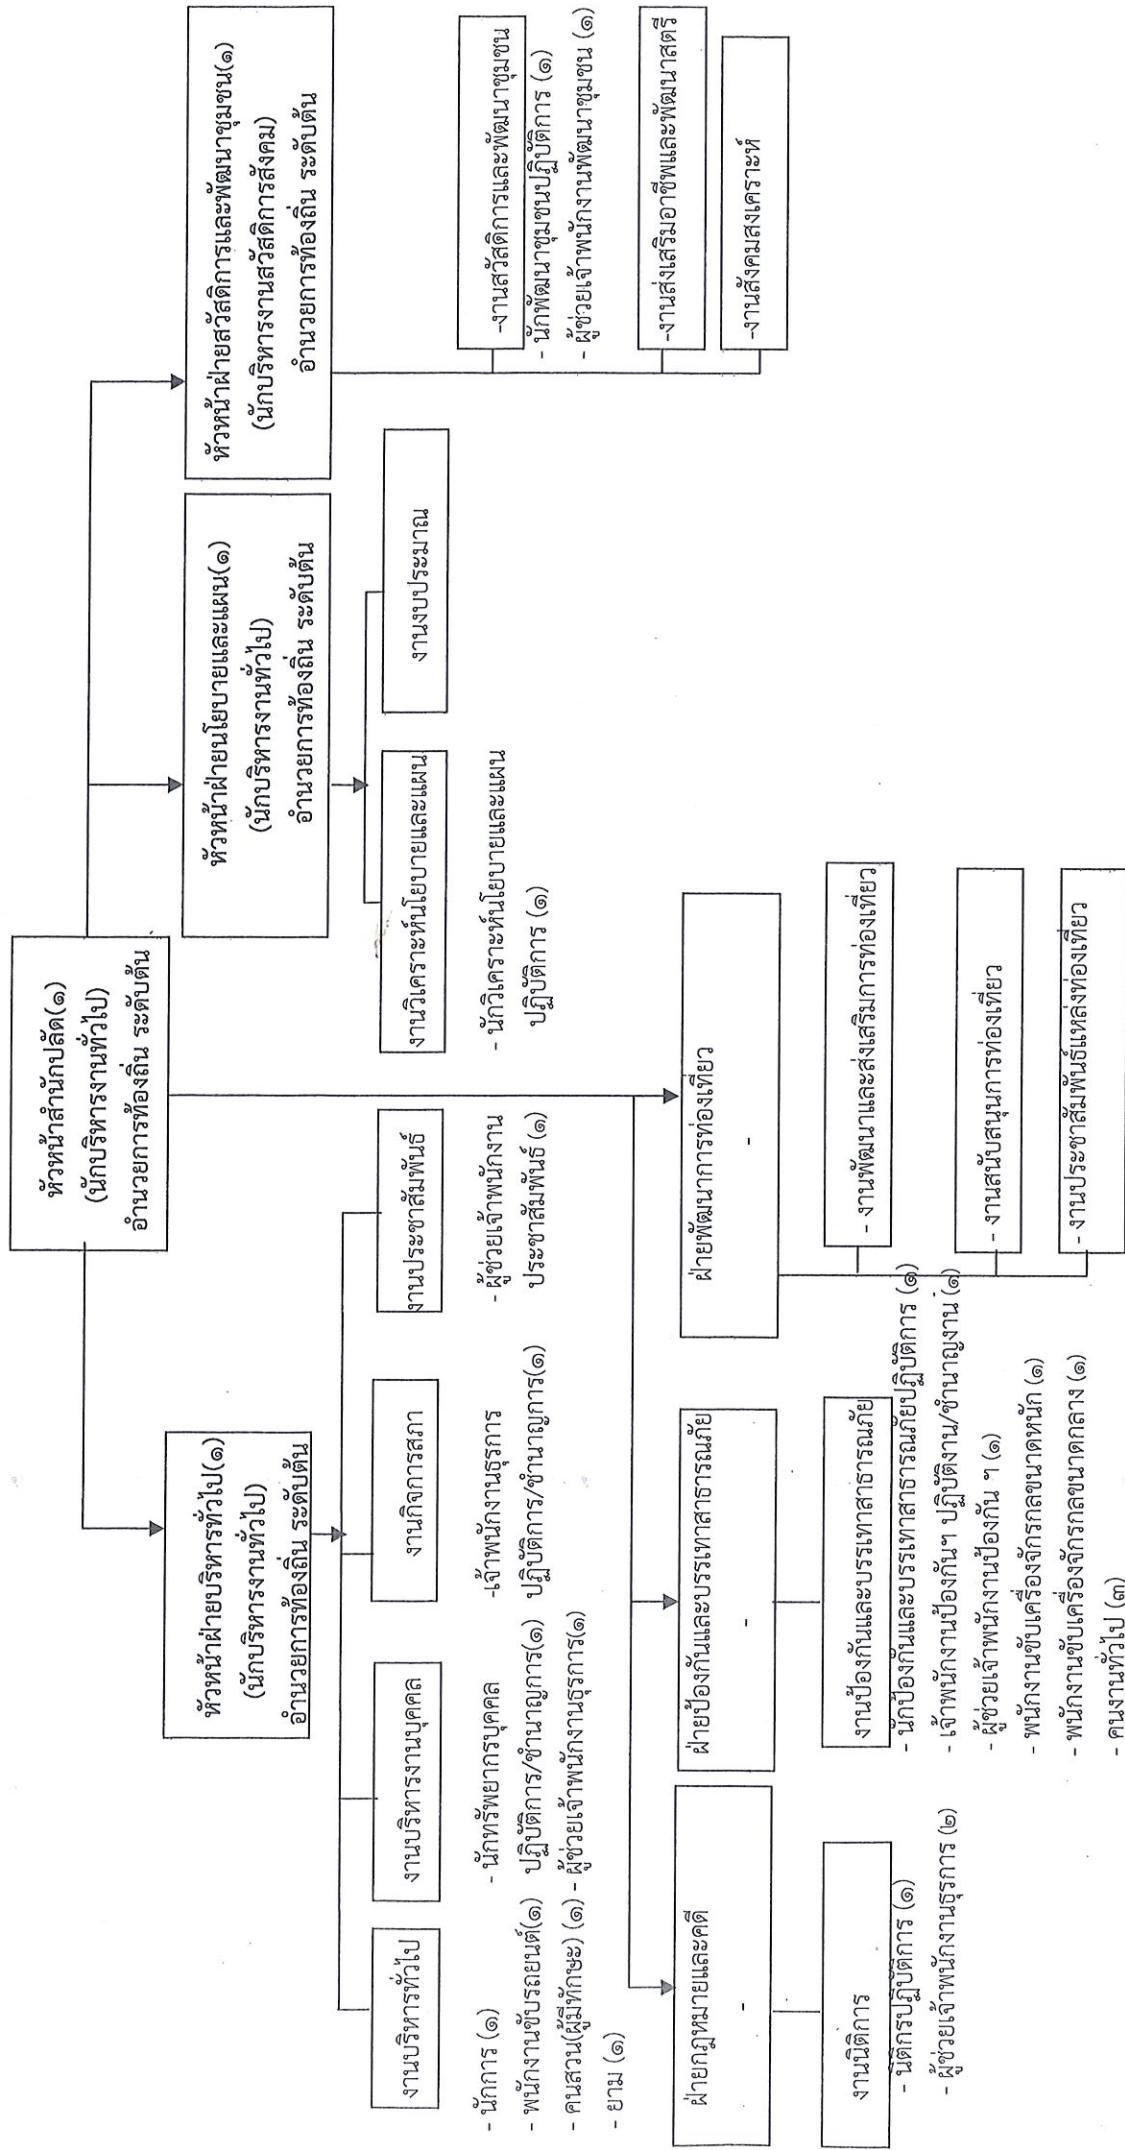 หัวหน้าสำนักปลัด(๑)
(นักบริหารงานทั่วไป)
อำนวยการท้องถิ่น ระดับต้น
หัวหน้าฝ่ายบริหารทั่วไป(๑)
(นักบริหารงานทั่วไป)
อำนวยการท้องถิ่น ระดับต้น
หัวหน้าฝ่ายนโยบายและแผน(๑)
(นักบริหารงานทั่วไป)
อำนวยการท้องถิ่น ระดับต้น
หัวหน้าฝ่ายสวัสดิการและพัฒนาชุมชน(๑)
(นักบริหารงานสวัสดิการสังคม)
อำนวยการท้องถิ่น ระดับต้น
งานบริหารทั่วไป
- นักการ (๑)
- พนักงานขับรถยนต์(๑)
- คนสวน(ผู้มีทักษะ) (๑)
- ยาม (๑)
งานบริหารงานบุคคล
- นักทรัพยากรบุคคล
ปฏิบัติการ/ชำนาญการ(๑)
- ผู้ช่วยเจ้าพนักงานธุรการ(๑)
งานกิจการสภา
-เจ้าพนักงานธุรการ
ปฏิบัติการ/ชำนาญการ(๑)
งานประชาสัมพันธ์
- ผู้ช่วยเจ้าพนักงาน
ประชาสัมพันธ์ (๑)
งานวิเคราะห์นโยบายและแผน
- นักวิเคราะห์นโยบายและแผน
ปฏิบัติการ (๑)
งานงบประมาณ
-งานสวัสดิการและพัฒนาชุมชน
- นักพัฒนาชุมชนปฏิบัติการ (๑)
- ผู้ช่วยเจ้าพนักงานพัฒนาชุมชน (๑)
-งานส่งเสริมอาชีพและพัฒนาสตรี
-งานสังคมสงเคราะห์
ฝ่ายกฎหมายและคดี
-
งานนิติการ
- นิติกรปฏิบัติการ (๑)
- ผู้ช่วยเจ้าพนักงานธุรการ (๒)
ฝ่ายป้องกันและบรรเทาสาธารณภัย
-
งานป้องกันและบรรเทาสาธารณภัย
- นักป้องกันและบรรเทาสาธารณภัยปฏิบัติการ (๑)
- เจ้าพนักงานป้องกันฯ ปฏิบัติงาน/ชำนาญงาน (๑)
- ผู้ช่วยเจ้าพนักงานป้องกัน ฯ (๑)
- พนักงานขับเครื่องจักรกลขนาดหนัก (๑)
- พนักงานขับเครื่องจักรกลขนาดกลาง (๑)
- คนงานทั่วไป (๓)
ฝ่ายพัฒนาการท่องเที่ยว
-
- งานพัฒนาและส่งเสริมการท่องเที่ยว
- งานสนับสนุนการท่องเที่ยว
- งานประชาสัมพันธ์แหล่งท่องเที่ยว